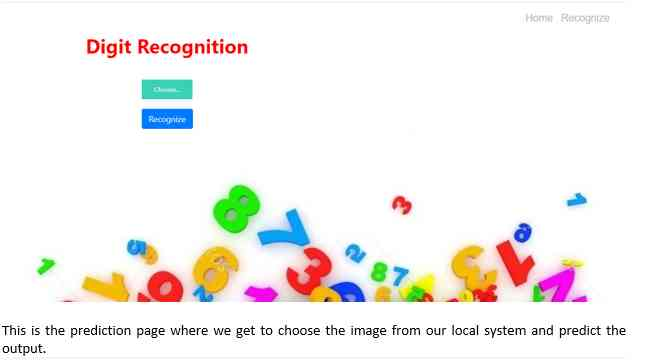 Home Recognize
Digit Recognition
Choose...
Recognize
This is the prediction page where we get to choose the image from our local system and predict the
output.